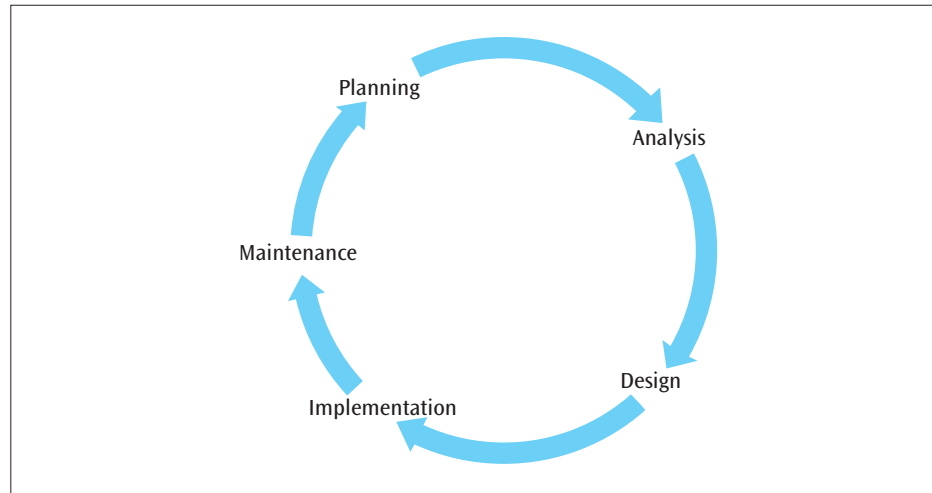 Planning
Analysis
Design
Implementation
Maintenance